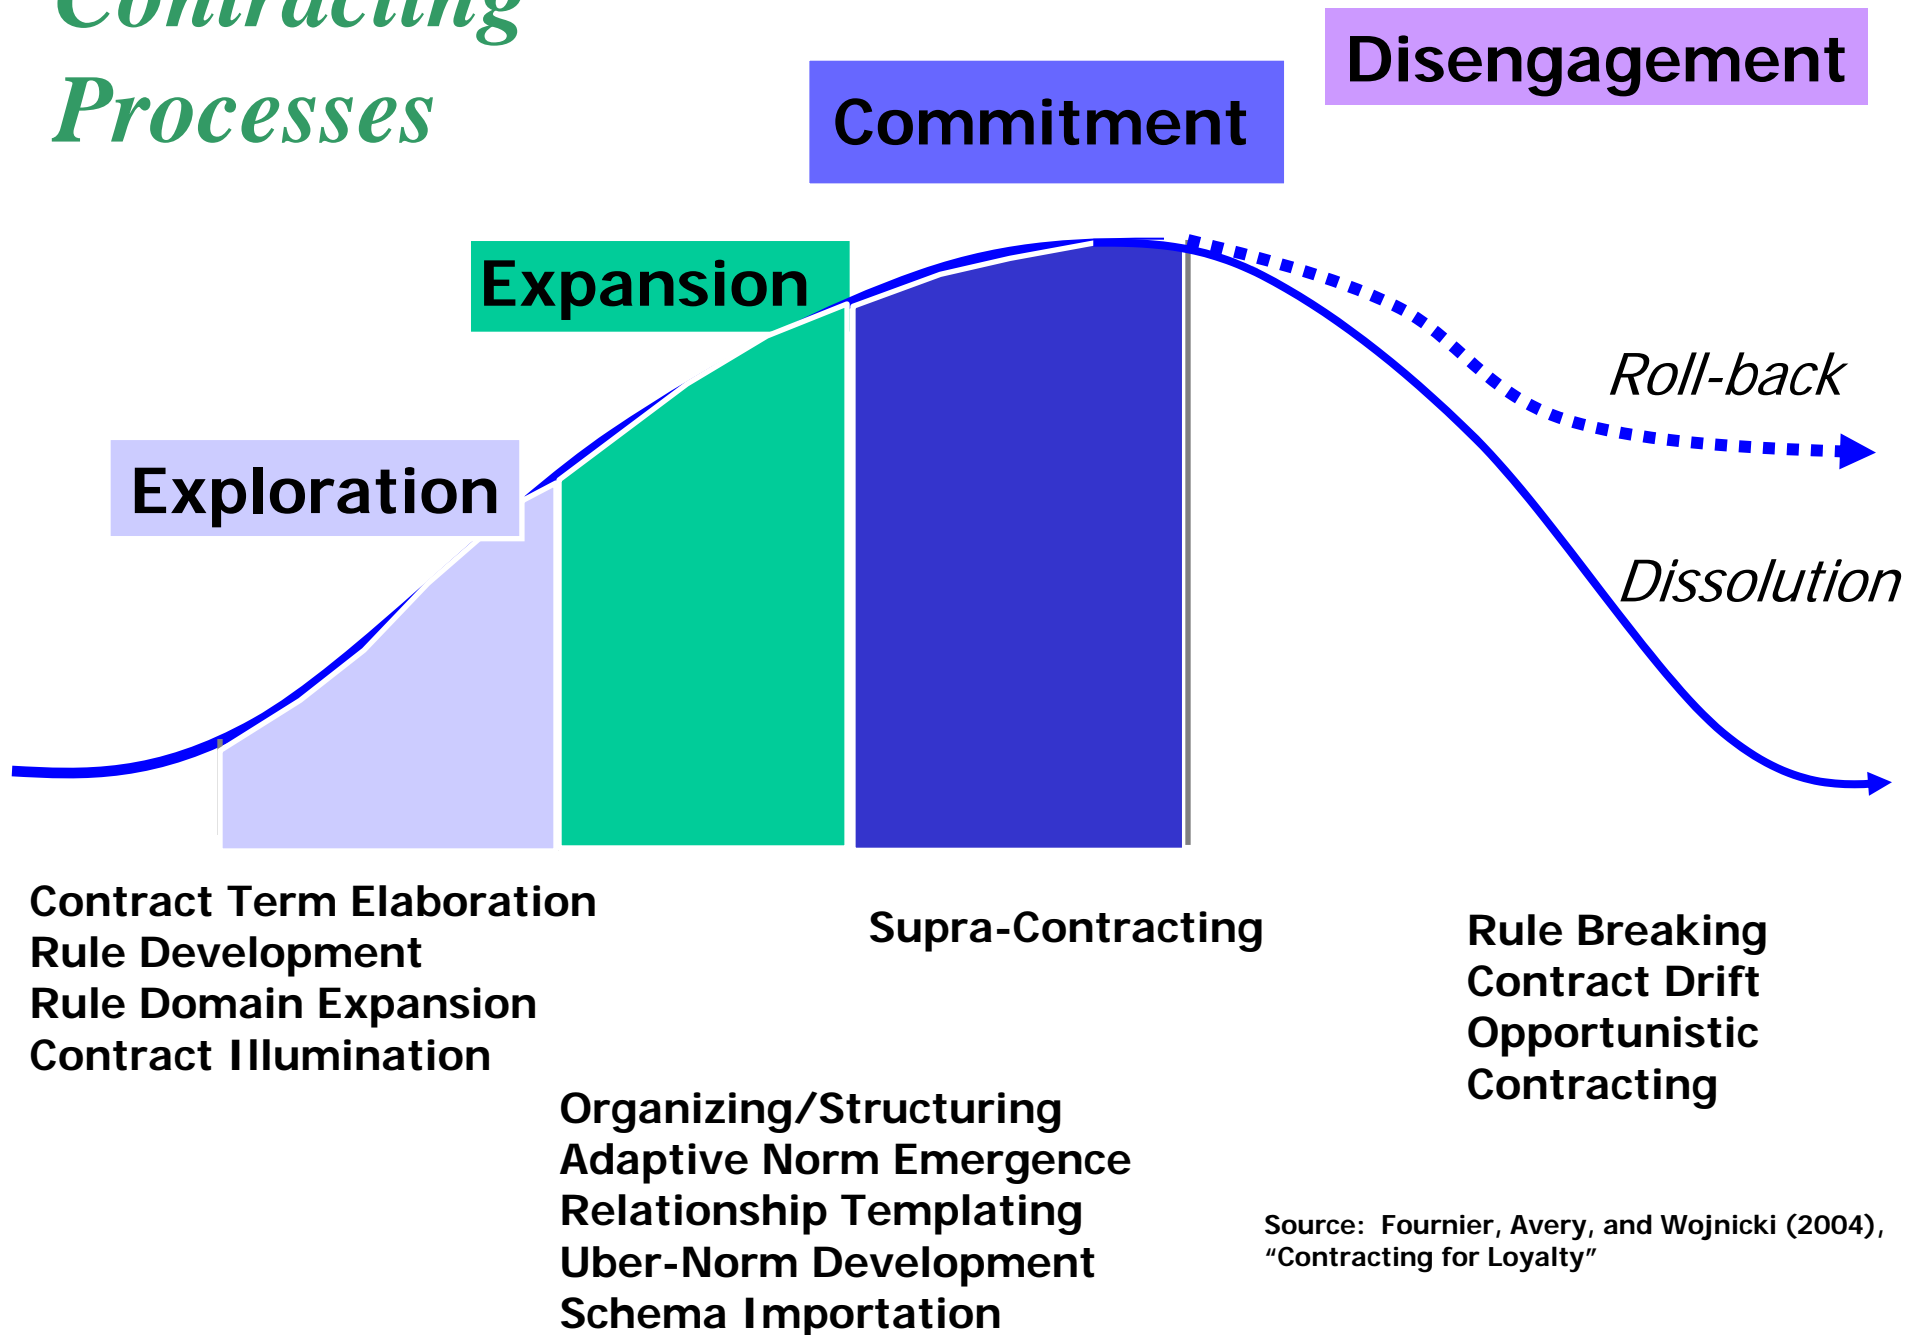 Contracting
Processes
Disengagement
Commitment
Expansion
Exploration
Roll-back
Dissolution
Contract Term Elaboration
Rule Development
Rule Domain Expansion
Contract Illumination
Supra-Contracting
Rule Breaking
Contract Drift
Opportunistic
Contracting
Organizing/Structuring
Adaptive Norm Emergence
Relationship Templating
Uber-Norm Development
Schema Importation
Source:  Fournier, Avery, and Wojnicki (2004),
“Contracting for Loyalty”